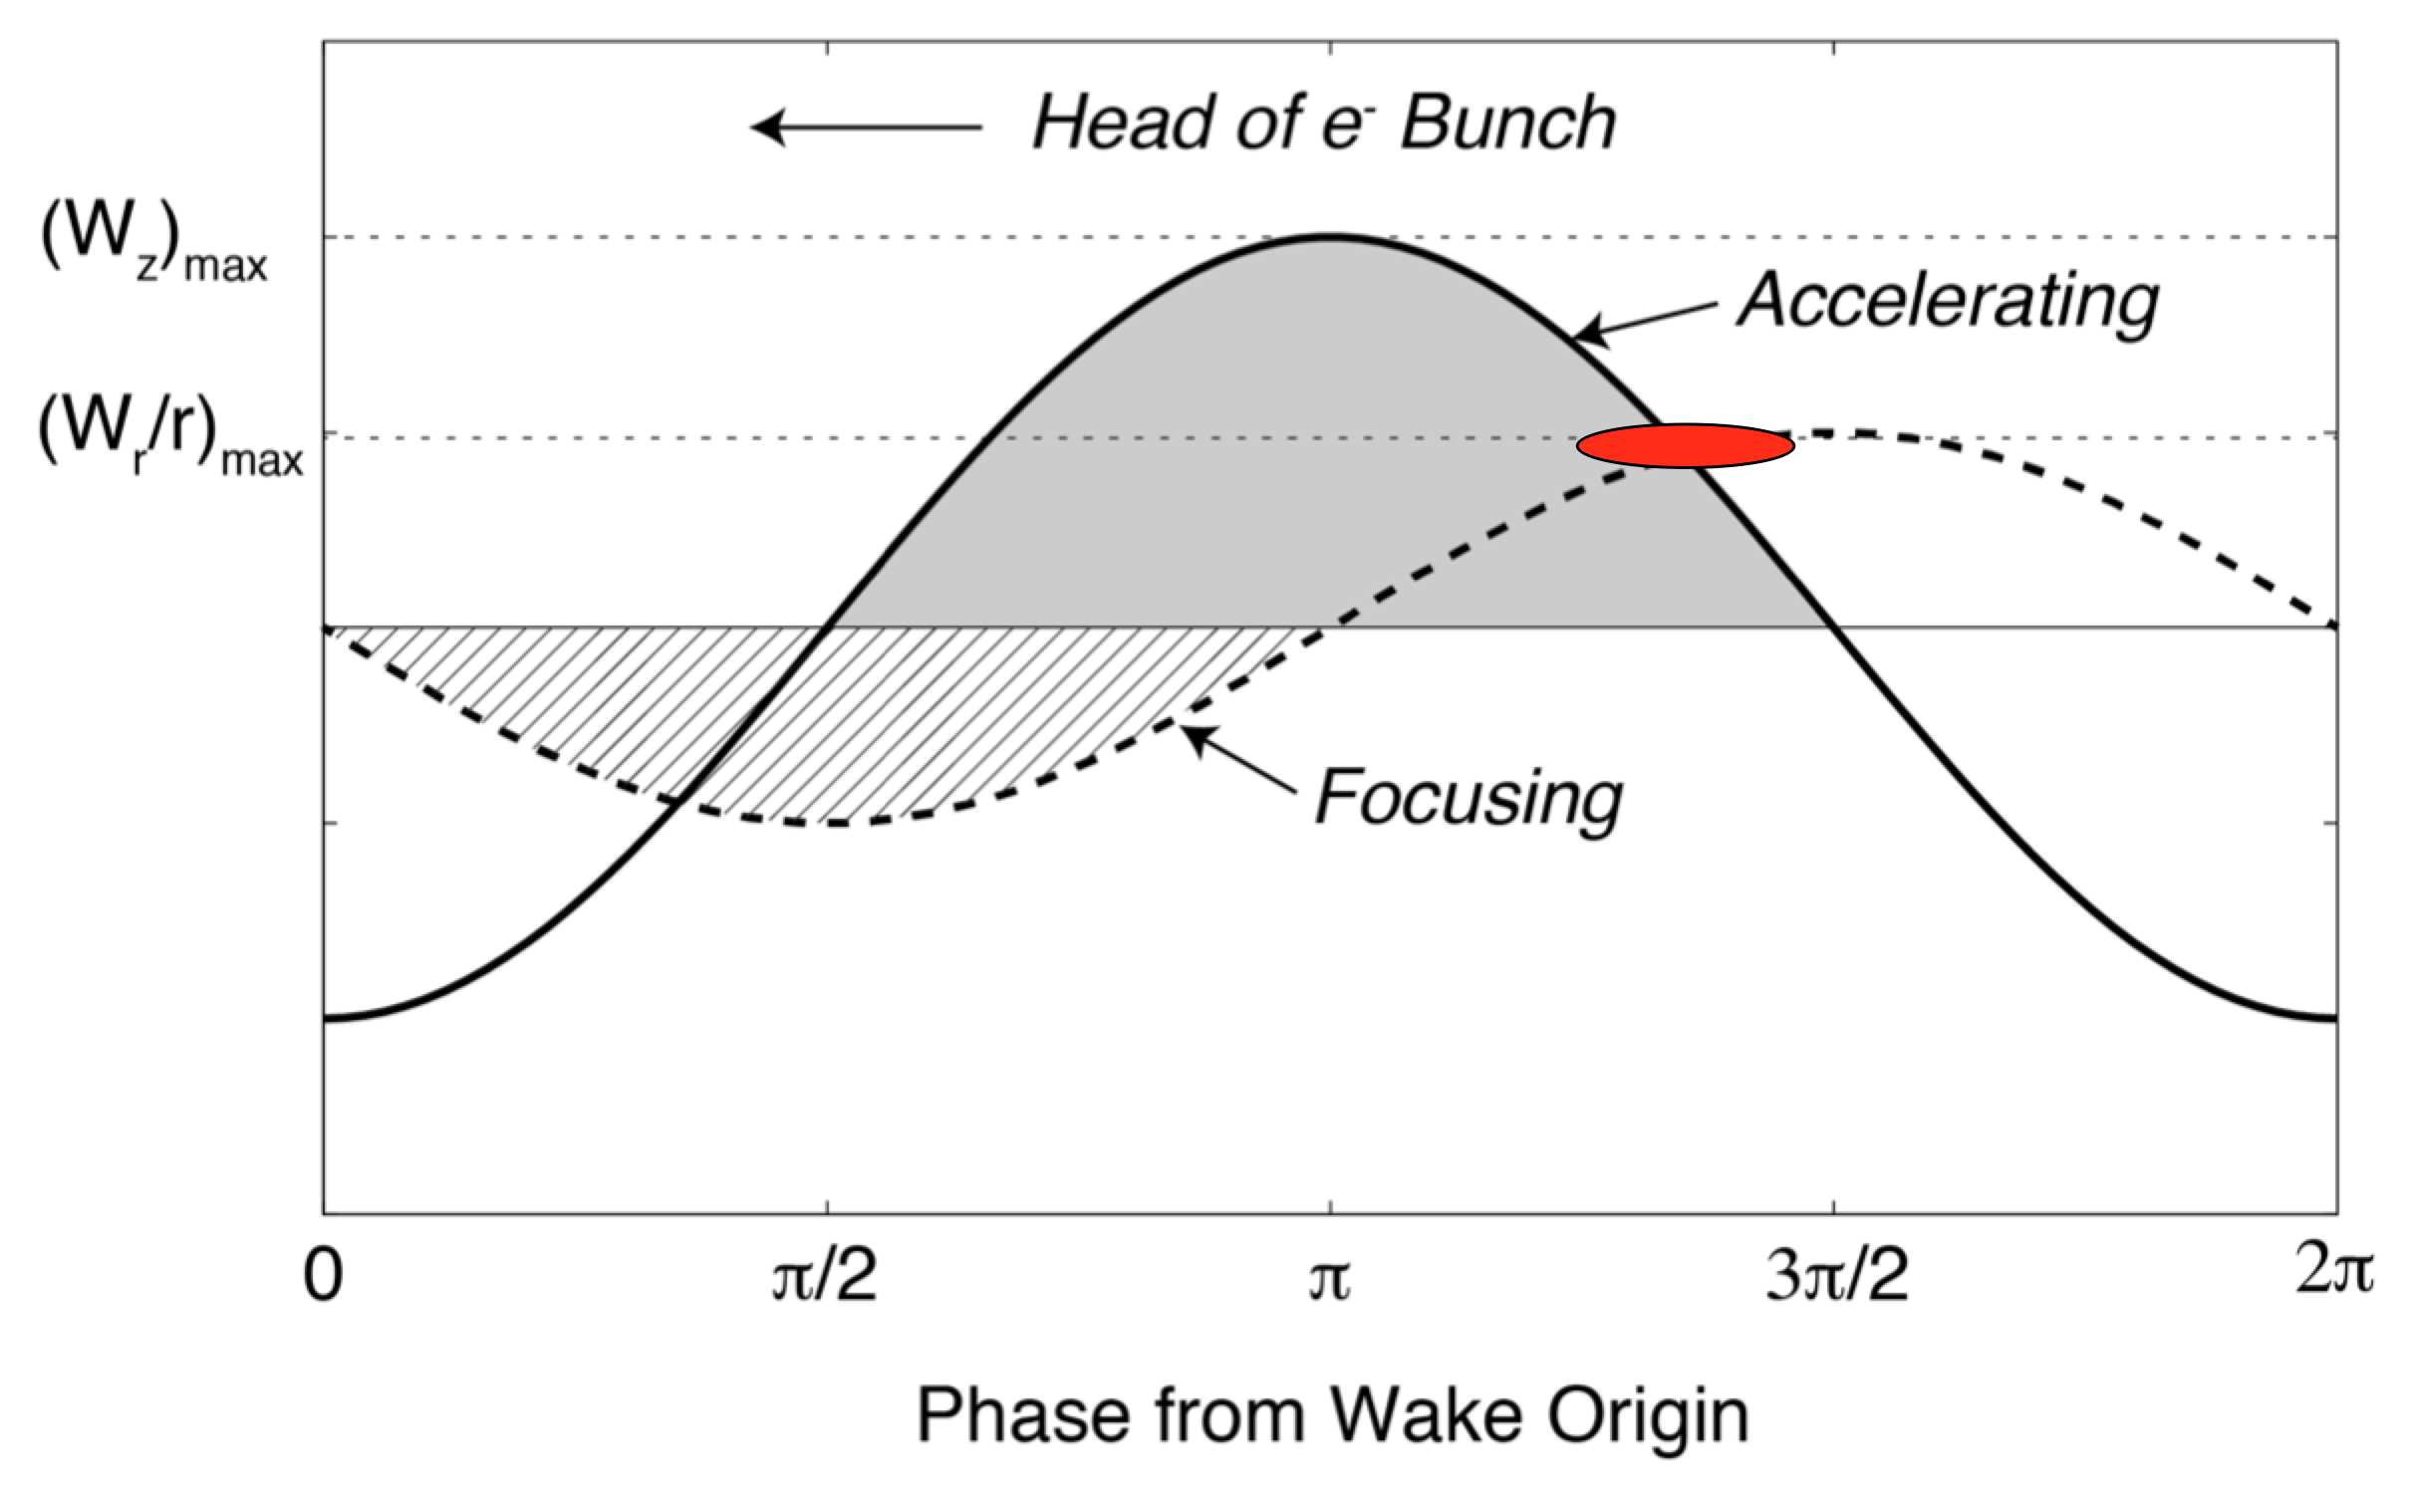 Head of e- Bunch
(Wz)max
Accelerating
(Wr/r)max
Focusing
0 π/2 π 3π/2 2π
Phase from Wake Origin